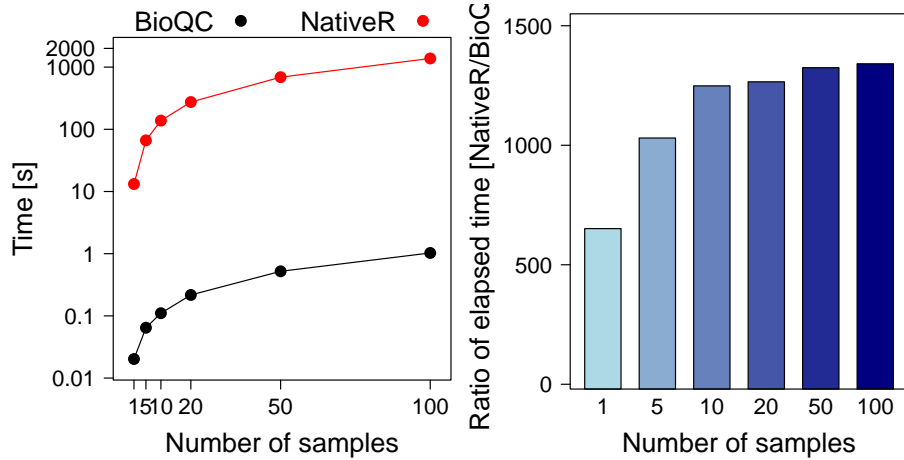 BioQC NativeR
Time [s]
2000
1000
100
10
1
0.1
0.01
1 5 10 20 50 100
Number of samples
Ratio of elapsed time [NativeR/BioQ
1500
1000
500
0
1 5 10 20 50 100
Number of samples